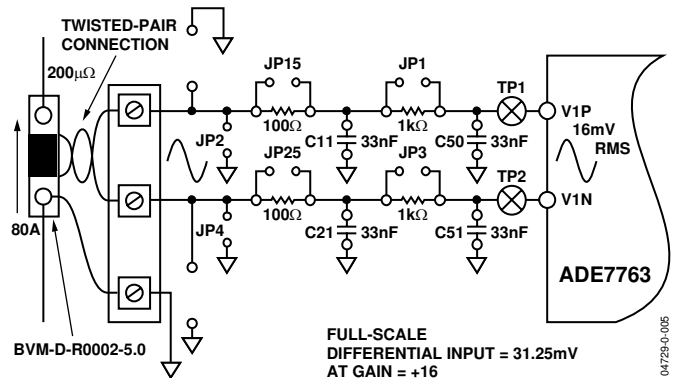 TWISTED-PAIR
CONNECTION
200µΩ
80A
BVM-D-R0002-5.0
JP2
JP4
JP15
100Ω
C11
33nF
JP1
1kΩ
C50
33nF
TP1
V1P
16mV
RMS
JP25
100Ω
C21
33nF
JP3
1kΩ
C51
33nF
TP2
V1N
ADE7763
FULL-SCALE
DIFFERENTIAL INPUT = 31.25mV
AT GAIN = +16
04729-0-005